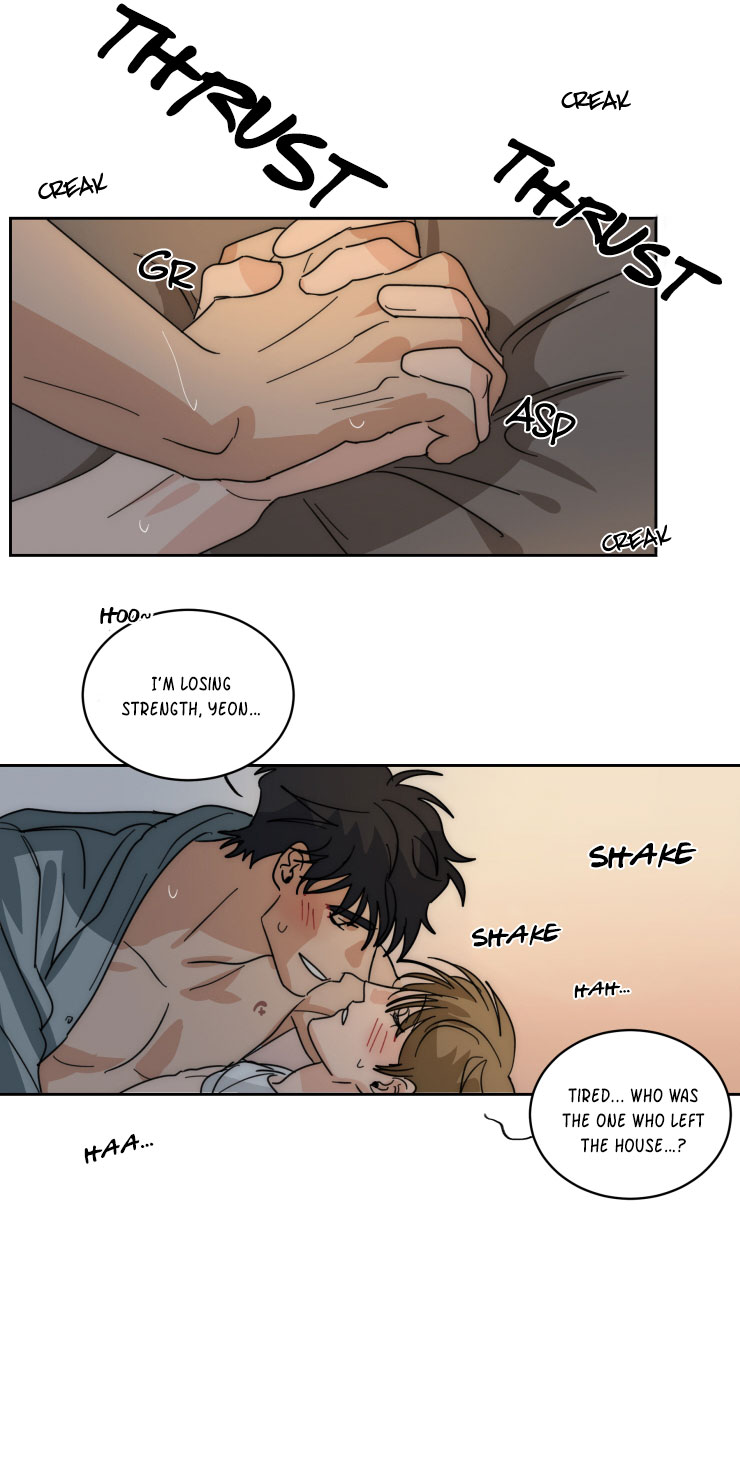 THRUST
CREAK
CREAK
THRUST
GR
ASP
CREAK
HOO~
I'M LOSING
STRENGTH, YEON...
SHAKE
SHAKE
HAH...
TIRED... WHO WAS
THE ONE WHO LEFT
THE HOUSE...?
HAA...